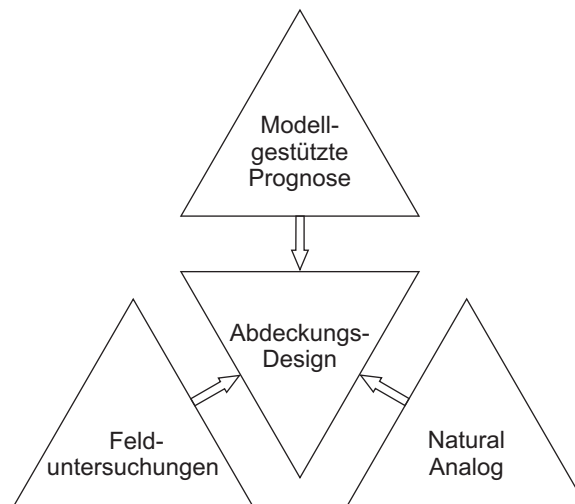 Modell-
gestützte
Prognose
Abdeckungs-
Design
Feld-
untersuchungen
Natural
Analog